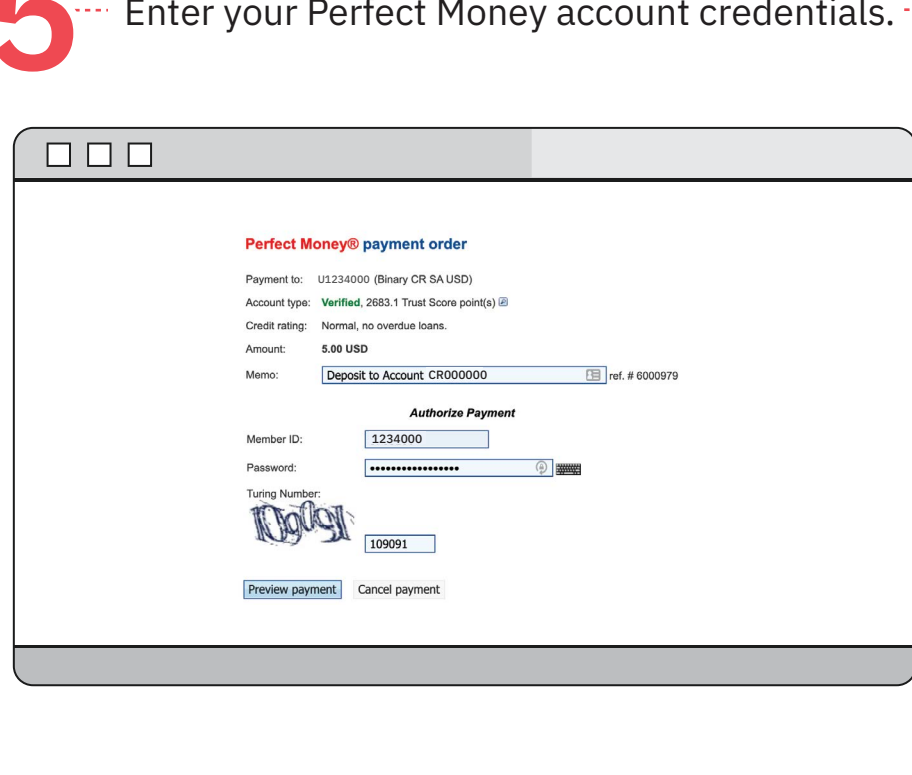 5 Enter your Perfect Money account credentials.
Perfect Money® payment order
Payment to: U1234000 (Binary CR SA USD)
Account type: Verified, 2683.1 Trust Score point(s)
Credit rating: Normal, no overdue loans.
Amount: 5.00 USD
Memo: Deposit to Account CR000000 ref. # 6000979
Authorize Payment
Member ID: 1234000
Password: •••••••••••••••••
Turing Number:
109091
109091
Preview payment Cancel payment